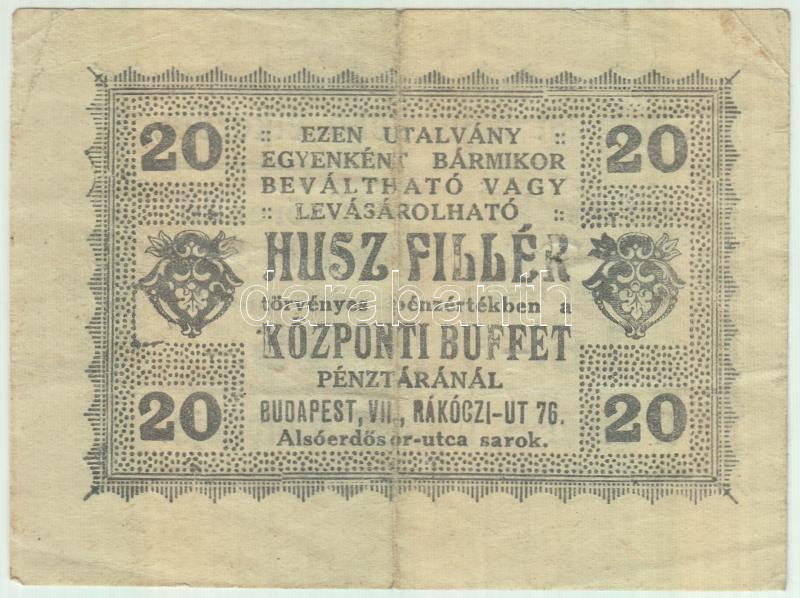 20 :: EZEN UTALVÁNY :: 20
EGYENKÉNT BÁRMIKOR
BEVÁLTHATÓ VAGY
:: LEVÁSÁROLHATÓ ::
HUSZ FILLÉR
darabanth
törvényes pénzértékben a
KÖZPONTI BUFFET
PÉNZTÁRÁNÁL
20 BUDAPEST, VII., RÁKÓCZI-UT 76. 20
Alsóerdősor-utca sarok.